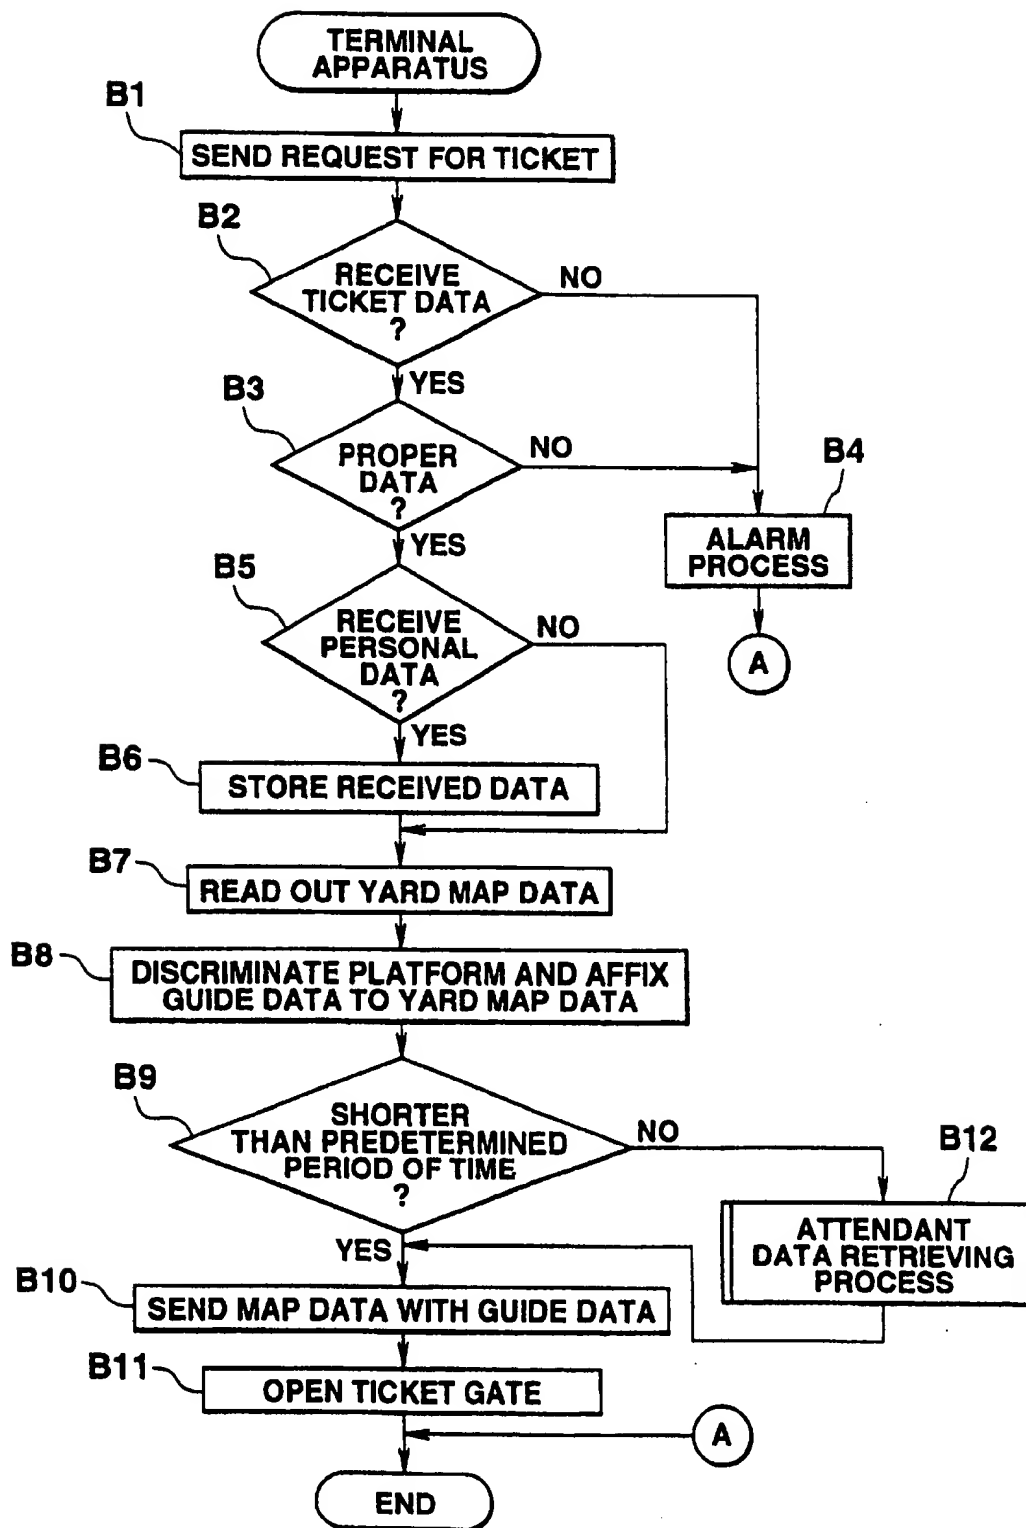 TERMINAL
APPARATUS
B1
SEND REQUEST FOR TICKET
B2
RECEIVE
TICKET DATA
?
NO
YES
B3
PROPER
DATA
?
NO
B4
ALARM
PROCESS
A
YES
B5
RECEIVE
PERSONAL
DATA
?
NO
YES
B6
STORE RECEIVED DATA
B7
READ OUT YARD MAP DATA
B8
DISCRIMINATE PLATFORM AND AFFIX
GUIDE DATA TO YARD MAP DATA
B9
SHORTER
THAN PREDETERMINED
PERIOD OF TIME
?
NO
B12
ATTENDANT
DATA RETRIEVING
PROCESS
YES
B10
SEND MAP DATA WITH GUIDE DATA
B11
OPEN TICKET GATE
A
END